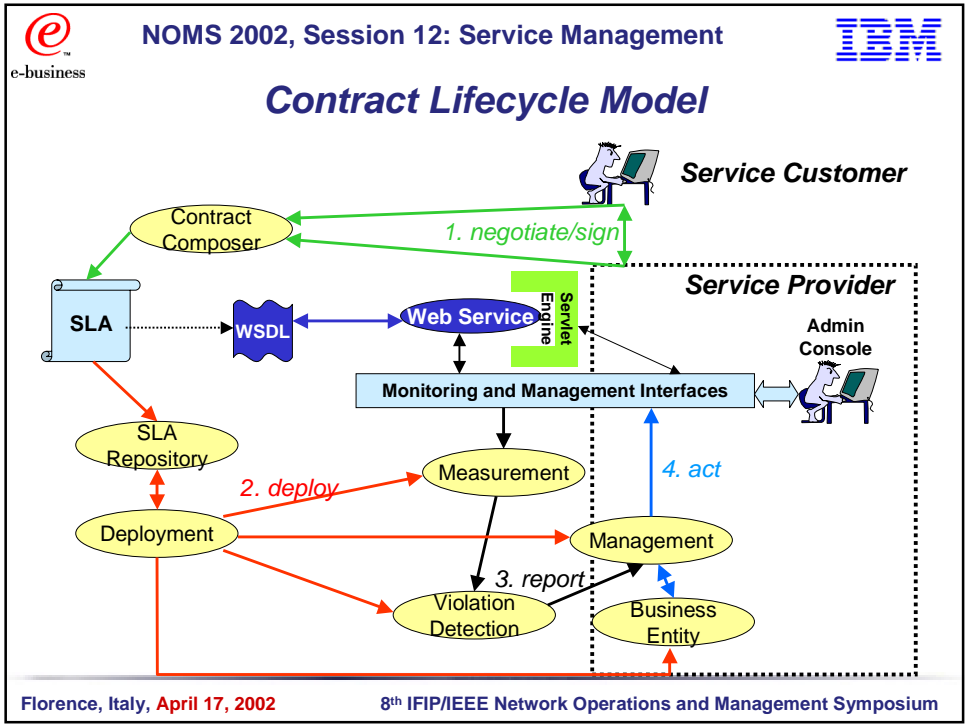 e
TM
e-business
NOMS 2002, Session 12: Service Management
IBM
Contract Lifecycle Model
Service Customer
Contract
Composer
1. negotiate/sign
Service Provider
SLA
WSDL
Web Service
Servlet
Engine
Admin
Console
Monitoring and Management Interfaces
SLA
Repository
Measurement
2. deploy
4. act
Deployment
Management
3. report
Violation
Detection
Business
Entity
Florence, Italy, April 17, 2002
8th IFIP/IEEE Network Operations and Management Symposium